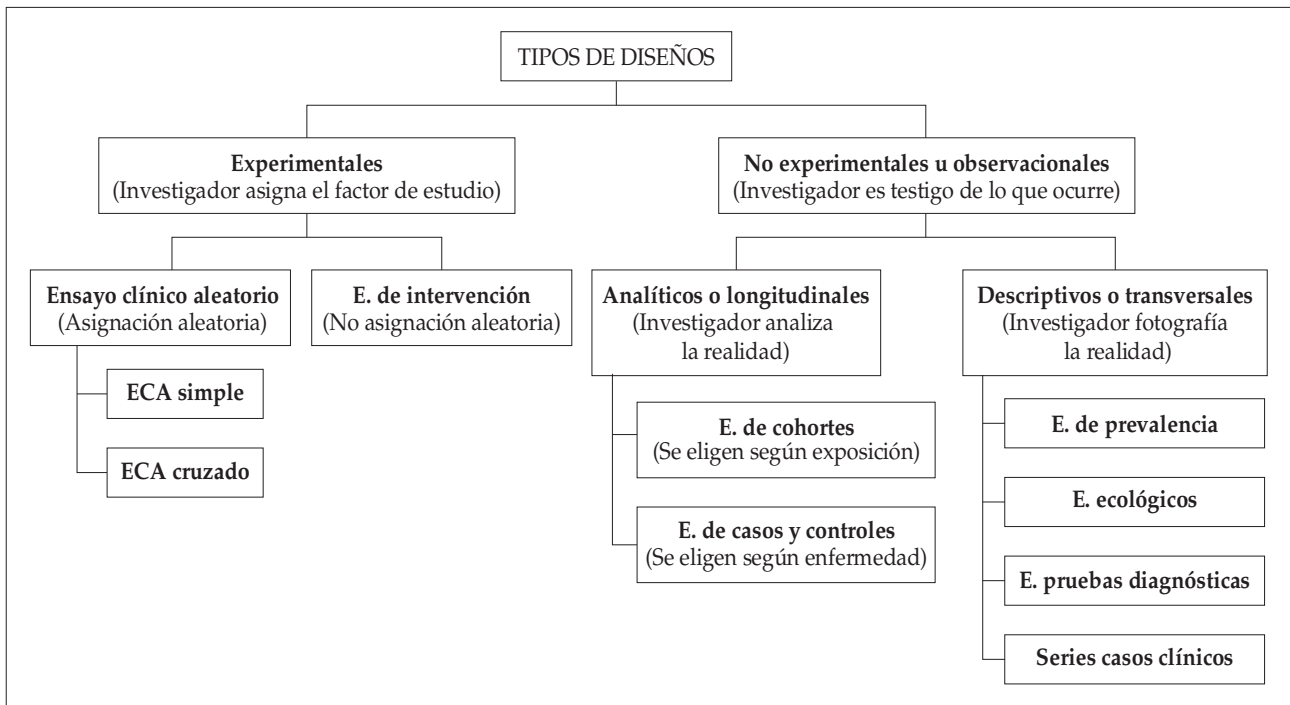 TIPOS DE DISEÑOS
Experimentales
(Investigador asigna el factor de estudio)
No experimentales u observacionales
(Investigador es testigo de lo que ocurre)
Ensayo clínico aleatorio
(Asignación aleatoria)
E. de intervención
(No asignación aleatoria)
Analíticos o longitudinales
(Investigador analiza
la realidad)
Descriptivos o transversales
(Investigador fotografía
la realidad)
ECA simple
ECA cruzado
E. de cohortes
(Se eligen según exposición)
E. de casos y controles
(Se eligen según enfermedad)
E. de prevalencia
E. ecológicos
E. pruebas diagnósticas
Series casos clínicos